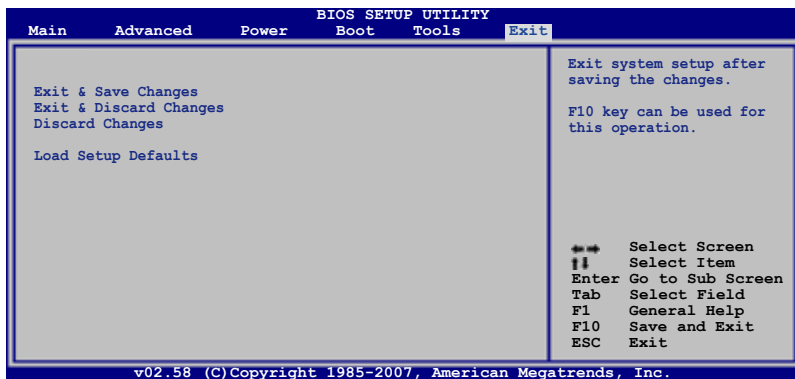 BIOS SETUP UTILITY
Main Advanced Power Boot Tools Exit
Exit & Save Changes
Exit & Discard Changes
Discard Changes
Load Setup Defaults
Exit system setup after
saving the changes.
F10 key can be used for
this operation.
Select Screen
Select Item
Enter Go to Sub Screen
Tab Select Field
F1 General Help
F10 Save and Exit
ESC Exit
v02.58 (C)Copyright 1985-2007, American Megatrends, Inc.